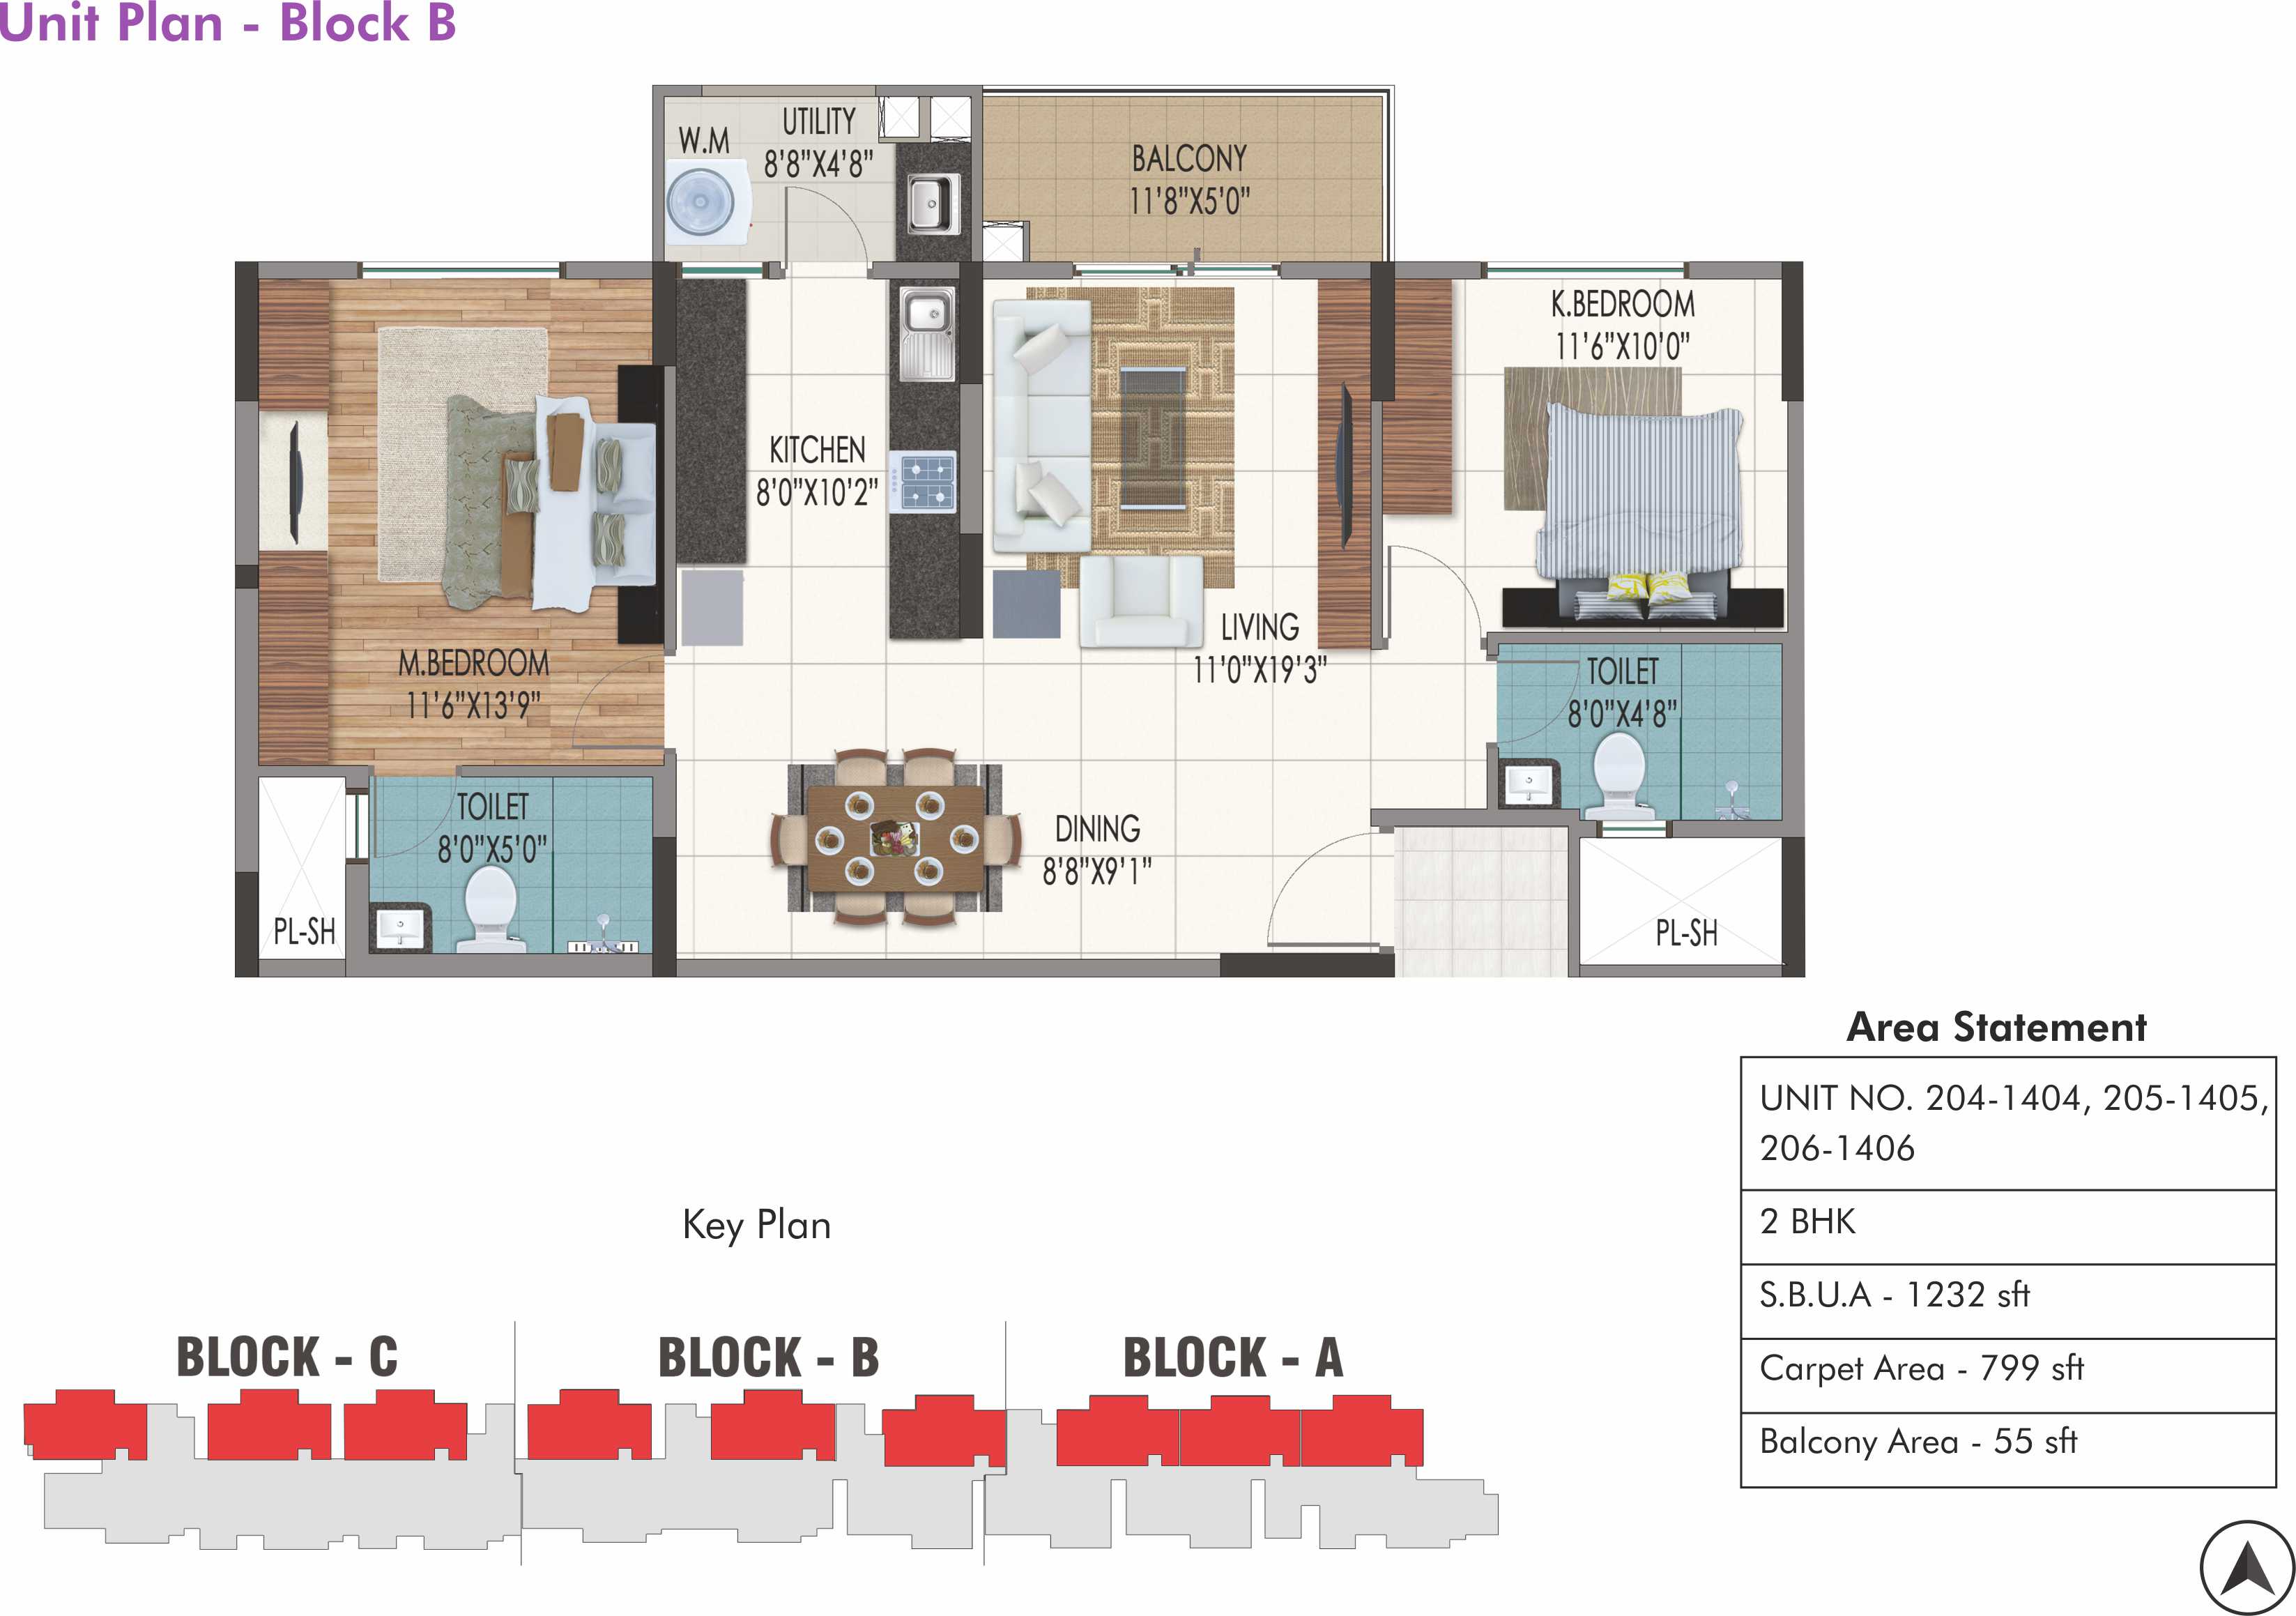 Unit Plan - Block B
W.M
UTILITY
8'8"X4'8"
BALCONY
11'8"X5'0"
K.BEDROOM
11'6"X10'0"
KITCHEN
8'0"X10'2"
LIVING
11'0"X19'3"
M.BEDROOM
11'6"X13'9"
TOILET
8'0"X4'8"
TOILET
8'0"X5'0"
DINING
8'8"X9'1"
PL-SH
PL-SH
Area Statement
UNIT NO. 204-1404, 205-1405,
206-1406
2 BHK
S.B.U.A - 1232 sft
Carpet Area - 799 sft
Balcony Area - 55 sft
Key Plan
BLOCK - C
BLOCK - B
BLOCK - A